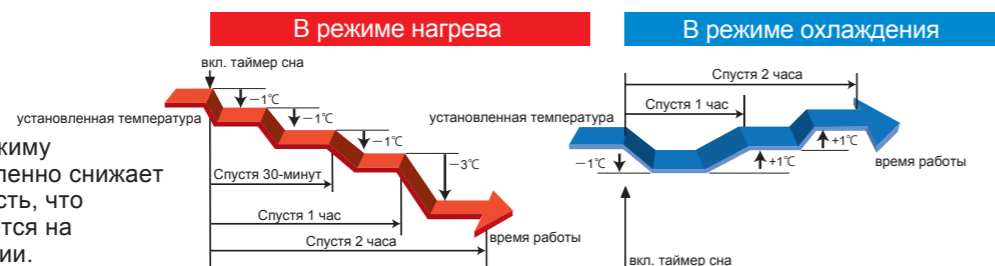 В режиме нагрева
В режиме охлаждения
вкл. таймер сна
−1℃
−1℃
установленная температура
−1℃
−3℃
Спустя 30-минут
Спустя 1 час
Спустя 2 часа
время работы
жиму
ленно снижает
сть, что
ется на
ии.
Спустя 2 часа
Спустя 1 час
установленная температура
−1℃
+1℃
+1℃
время работы
вкл. таймер сна